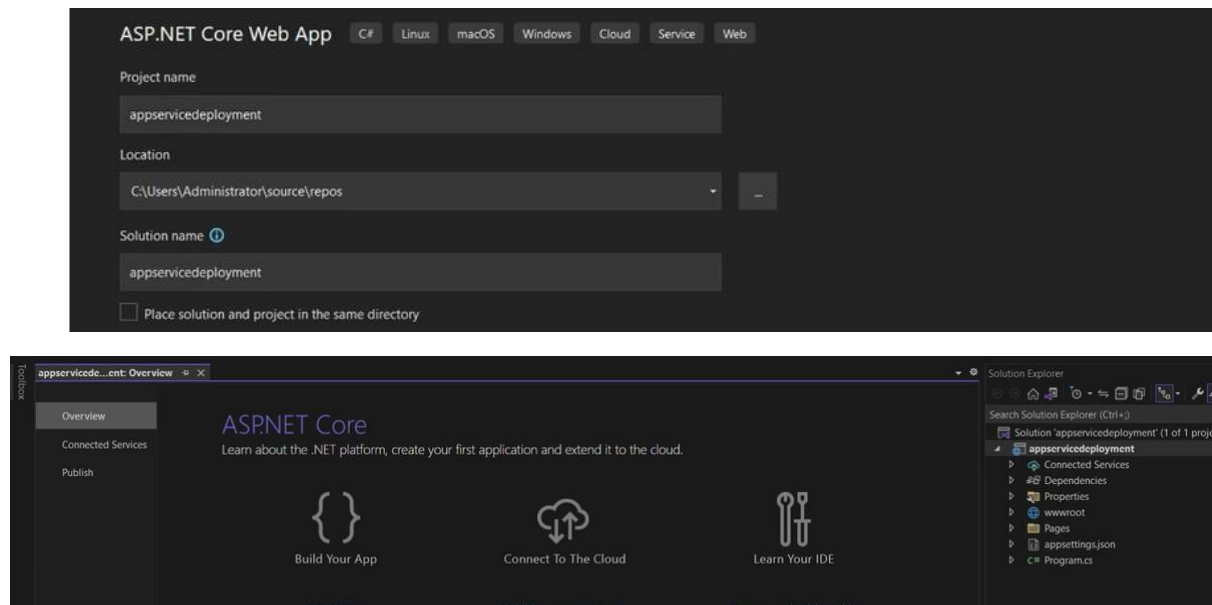 ASP.NET Core Web App C# Linux macOS Windows Cloud Service Web
Project name
appservicedeployment
Location
C:\Users\Administrator\source\repos
...
Solution name
appservicedeployment
Place solution and project in the same directory
Toolbox
appservicede...ent: Overview
Overview
Connected Services
Publish
ASP.NET Core
Learn about the .NET platform, create your first application and extend it to the cloud.
Build Your App
Connect To The Cloud
Learn Your IDE
Solution Explorer
Search Solution Explorer (Ctrl+;)
Solution 'appservicedeployment' (1 of 1 proje
appservicedeployment
Connected Services
Dependencies
Properties
wwwroot
Pages
appsettings.json
C# Program.cs